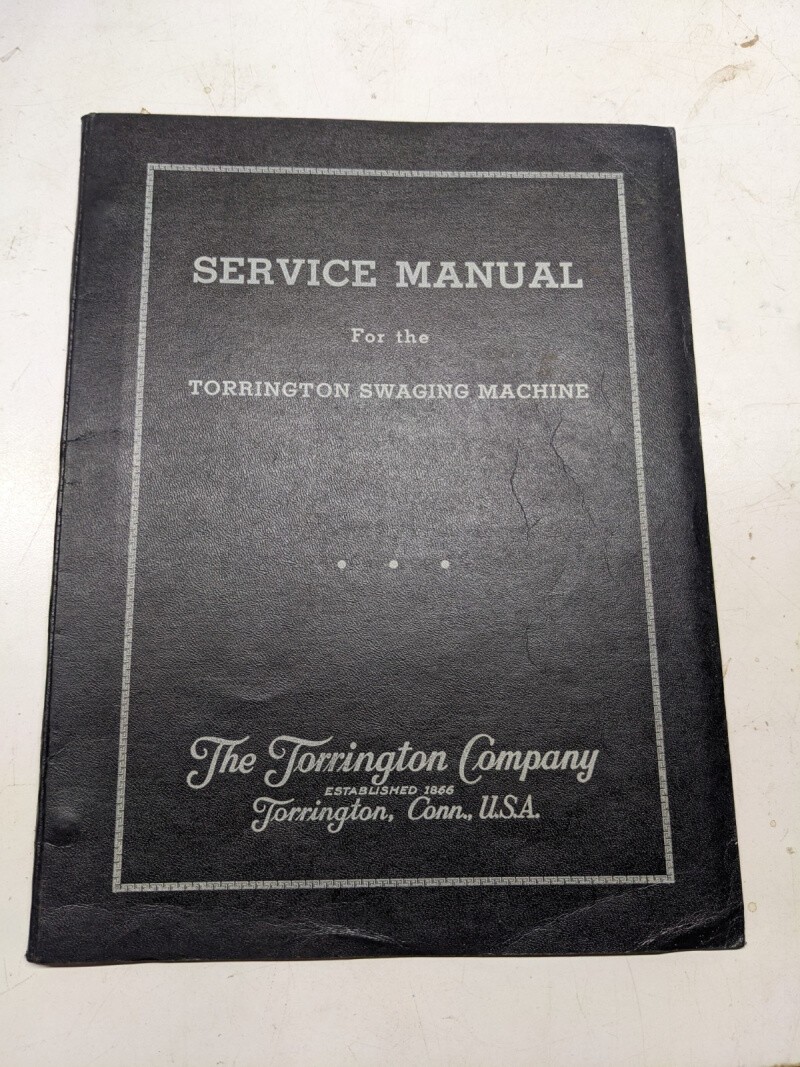 SERVICE MANUAL
For the
TORRINGTON SWAGING MACHINE
• • •
The Torrington Company
ESTABLISHED 1866
Torrington, Conn., U.S.A.